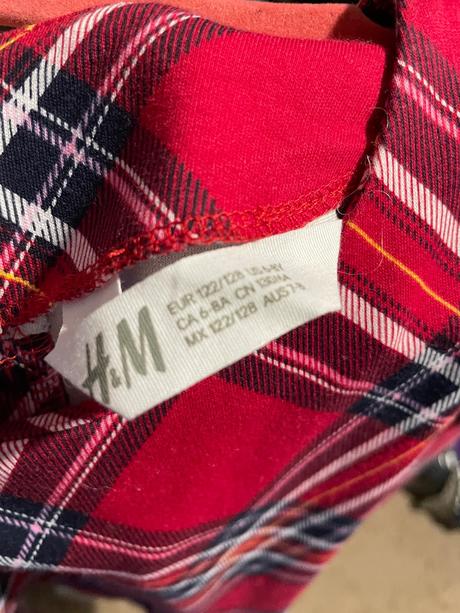 H&M
EUR 122/128 US 6-8Y
CA 6-8A CN 130/64
MX 122/128 AUS 7-8